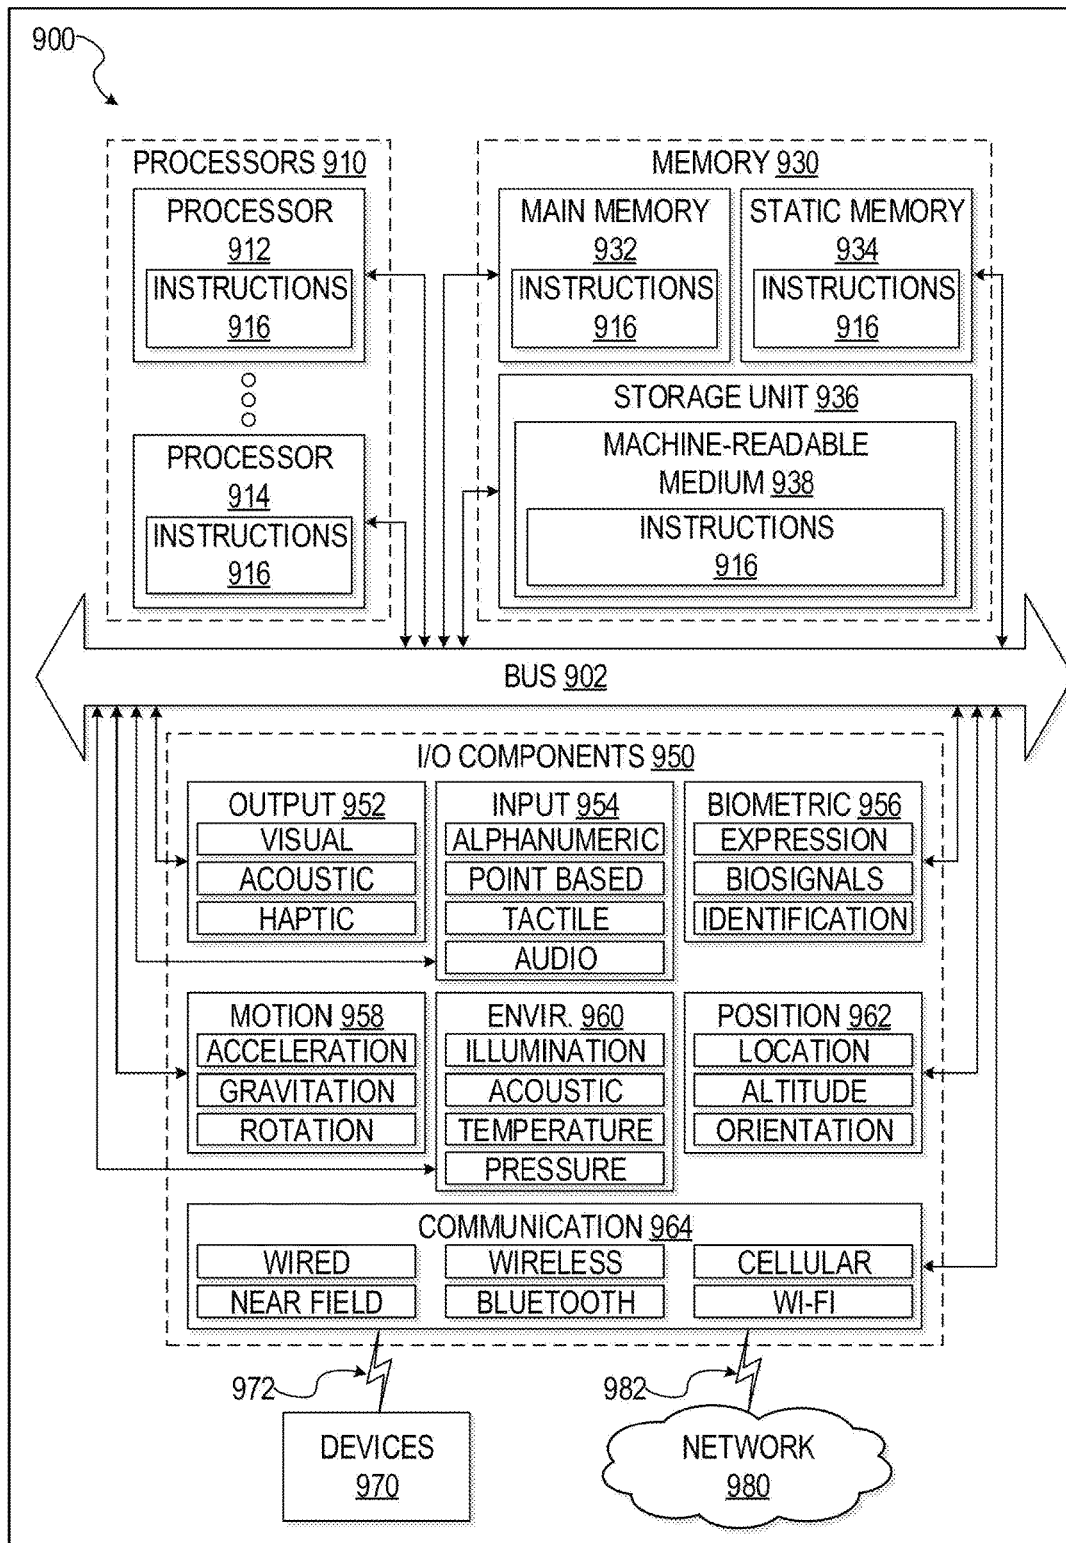 900
PROCESSORS 910
PROCESSOR
912
INSTRUCTIONS
916
PROCESSOR
914
INSTRUCTIONS
916
MEMORY 930
MAIN MEMORY
932
INSTRUCTIONS
916
STATIC MEMORY
934
INSTRUCTIONS
916
STORAGE UNIT 936
MACHINE-READABLE
MEDIUM 938
INSTRUCTIONS
916
BUS 902
I/O COMPONENTS 950
OUTPUT 952
VISUAL
ACOUSTIC
HAPTIC
INPUT 954
ALPHANUMERIC
POINT BASED
TACTILE
AUDIO
BIOMETRIC 956
EXPRESSION
BIOSIGNALS
IDENTIFICATION
MOTION 958
ACCELERATION
GRAVITATION
ROTATION
ENVIR. 960
ILLUMINATION
ACOUSTIC
TEMPERATURE
PRESSURE
POSITION 962
LOCATION
ALTITUDE
ORIENTATION
COMMUNICATION 964
WIRED
WIRELESS
CELLULAR
NEAR FIELD
BLUETOOTH
WI-FI
972
982
DEVICES
970
NETWORK
980